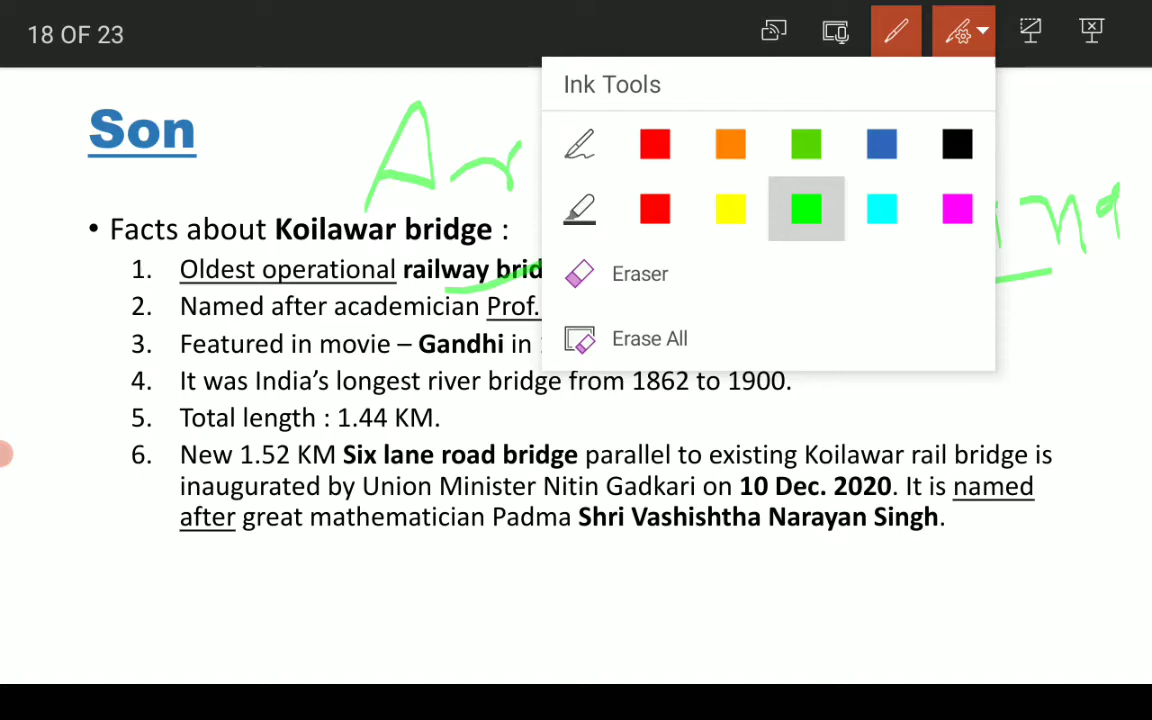 18 OF 23
Ink Tools
Son
Ar
Facts about Koilawar bridge :
1. Oldest operational railway brid
Eraser
2. Named after academician Prof.
3. Featured in movie – Gandhi in
Erase All
4. It was India's longest river bridge from 1862 to 1900.
5. Total length : 1.44 KM.
6. New 1.52 KM Six lane road bridge parallel to existing Koilawar rail bridge is
inaugurated by Union Minister Nitin Gadkari on 10 Dec. 2020. It is named
after great mathematician Padma Shri Vashishtha Narayan Singh.